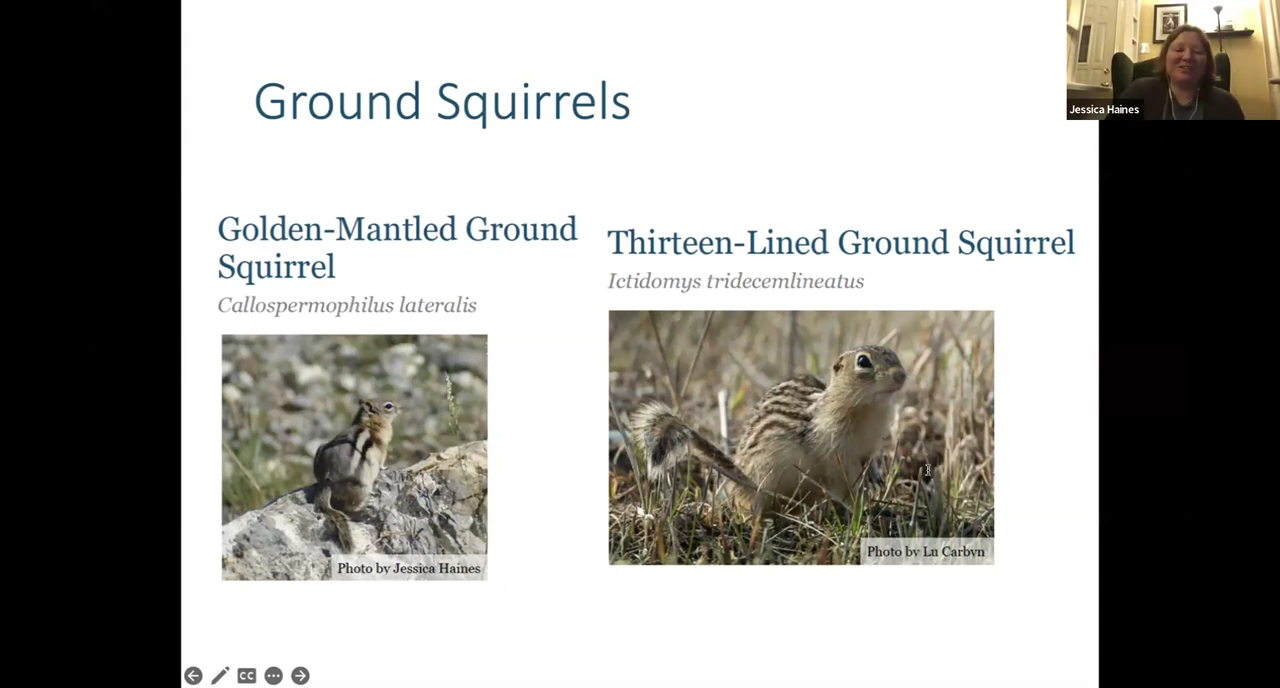 Ground Squirrels
Jessica Haines
Golden-Mantled Ground
Squirrel
Callospermophilus lateralis
Photo by Jessica Haines
Thirteen-Lined Ground Squirrel
Ictidomys tridecemlineatus
Photo by Lu Carbyn
CC